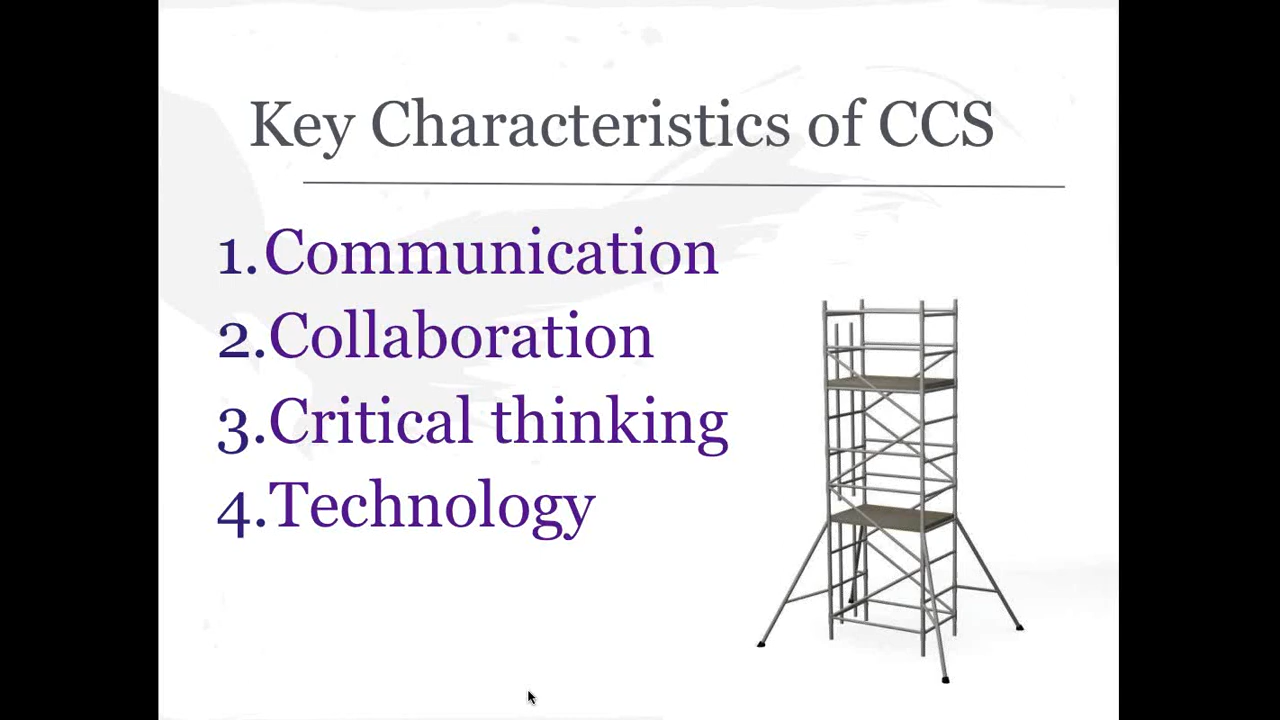 Key Characteristics of CCS
1. Communication
2. Collaboration
3. Critical thinking
4. Technology